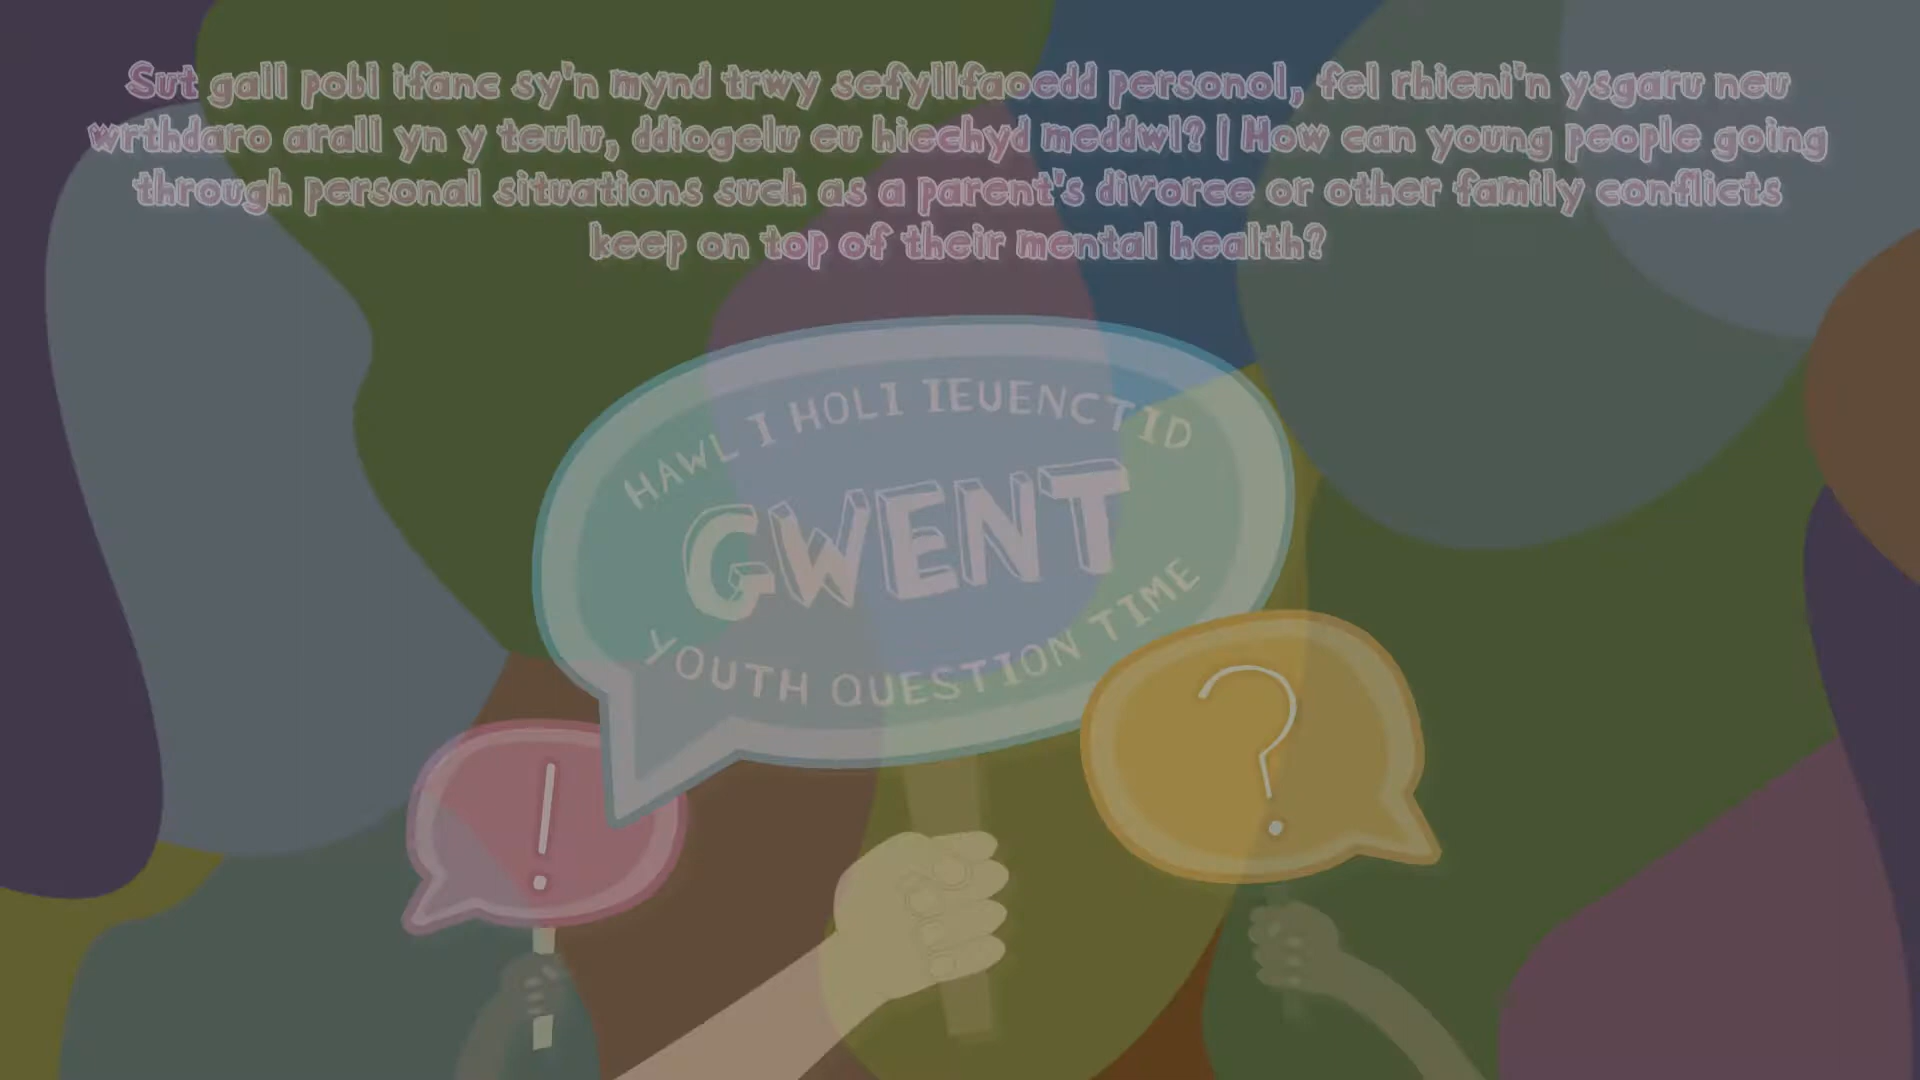 Sut gall pobl ifanc sy'n mynd trwy sefyllfaoedd personol, fel rhieni'n ysgaru neu
wrthdaro arall yn y teulu, ddiogelu eu hiechyd meddwl? | How can young people going
through personal situations such as a parent's divorce or other family conflicts
keep on top of their mental health?
HAWL I HOLI IEUENCTID
GWENT
YOUTH QUESTION TIME
!
?